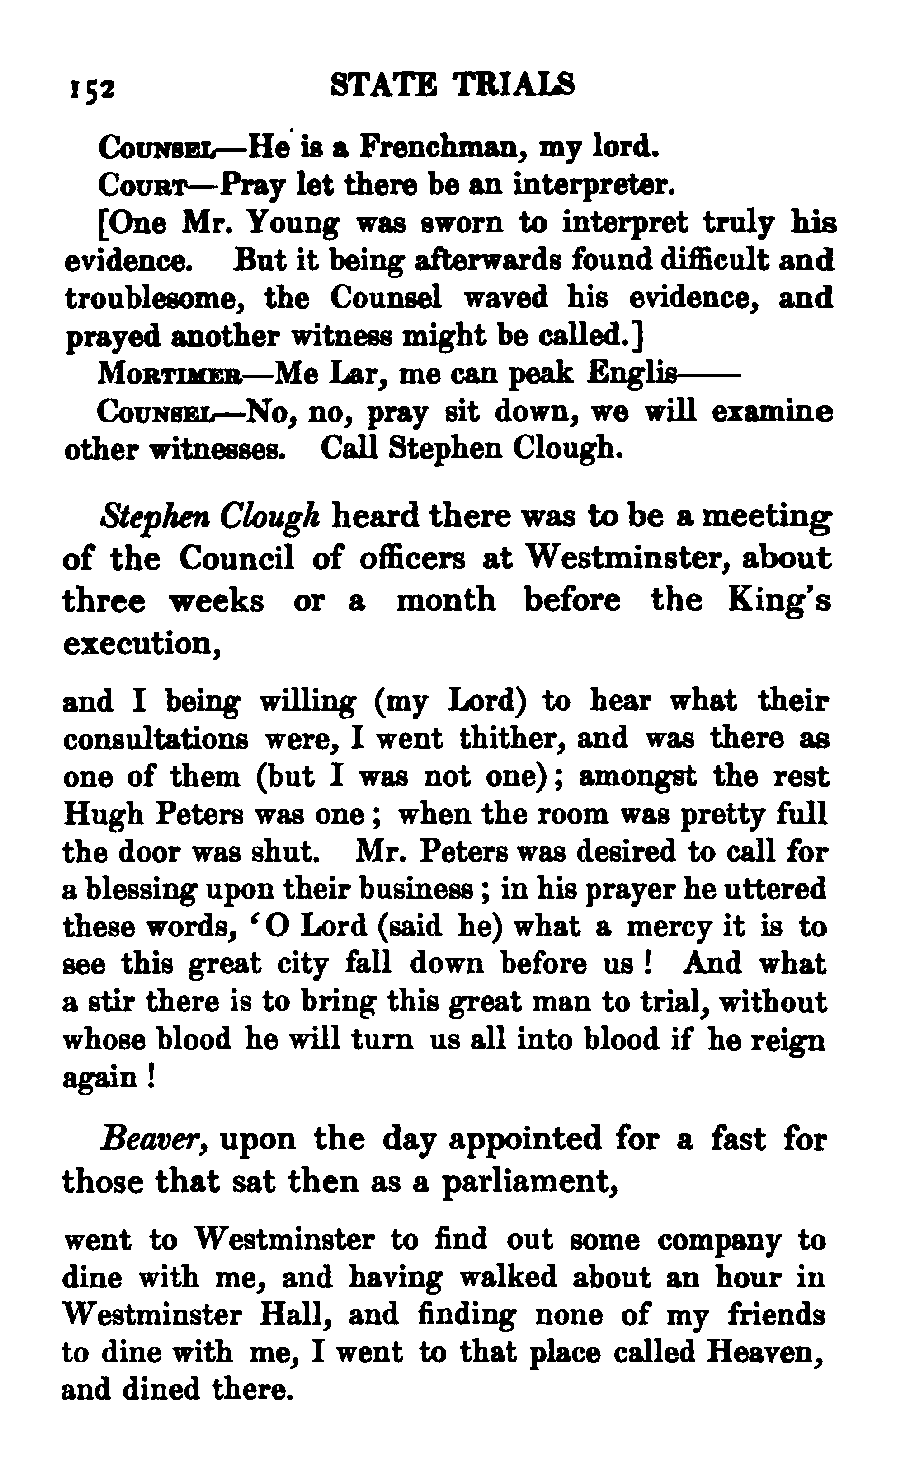 152 STATE TRIALS
COUNSEL—He is a Frenchman, my lord.
COURT—Pray let there be an interpreter.
[One Mr. Young was sworn to interpret truly his
evidence. But it being afterwards found difficult and
troublesome, the Counsel waved his evidence, and
prayed another witness might be called.]
MORTIMER—Me Lar, me can peak Englis——
COUNSEL—No, no, pray sit down, we will examine
other witnesses. Call Stephen Clough.
Stephen Clough heard there was to be a meeting
of the Council of officers at Westminster, about
three weeks or a month before the King's
execution,
and I being willing (my Lord) to hear what their
consultations were, I went thither, and was there as
one of them (but I was not one); amongst the rest
Hugh Peters was one; when the room was pretty full
the door was shut. Mr. Peters was desired to call for
a blessing upon their business; in his prayer he uttered
these words, 'O Lord (said he) what a mercy it is to
see this great city fall down before us! And what
a stir there is to bring this great man to trial, without
whose blood he will turn us all into blood if he reign
again!
Beaver, upon the day appointed for a fast for
those that sat then as a parliament,
went to Westminster to find out some company to
dine with me, and having walked about an hour in
Westminster Hall, and finding none of my friends
to dine with me, I went to that place called Heaven,
and dined there.